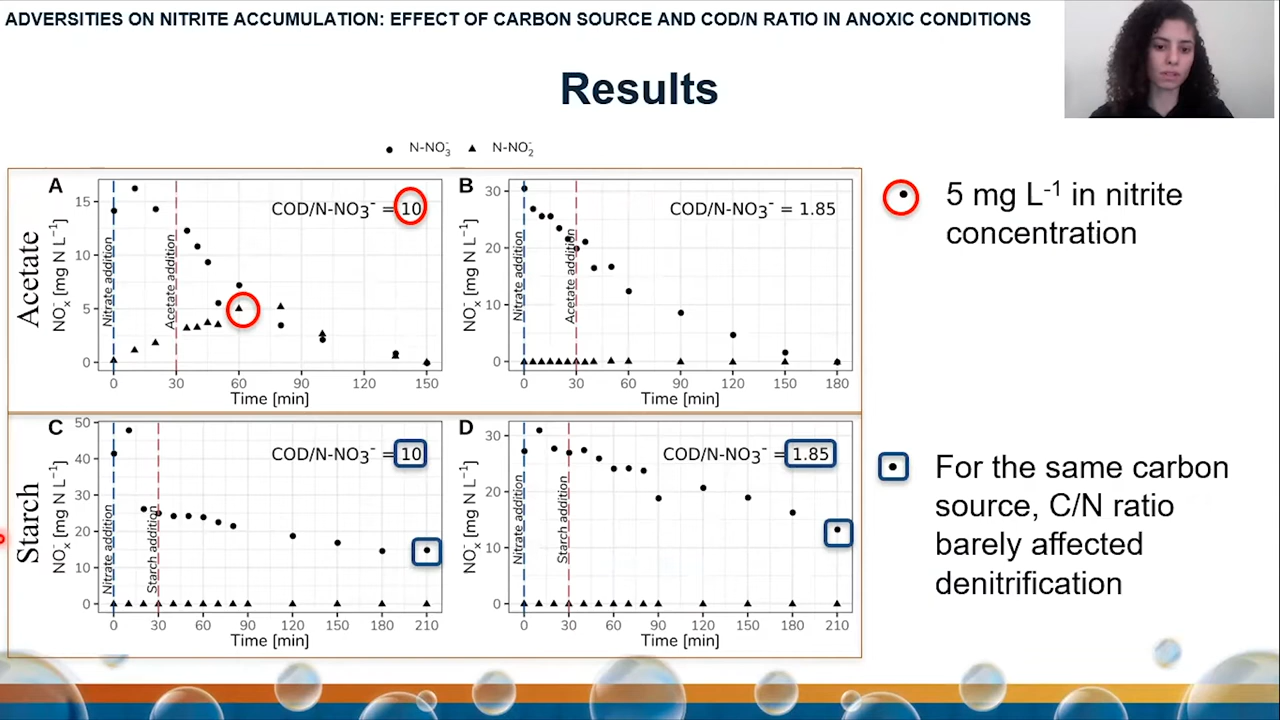 ADVERSITIES ON NITRITE ACCUMULATION: EFFECT OF CARBON SOURCE AND COD/N RATIO IN ANOXIC CONDITIONS
Results
N-NO₃⁻ N-NO₂⁻
Acetate
A
COD/N-NO₃⁻ = 10
NOₓ⁻ [mg N L⁻¹]
15
10
5
0
Nitrate addition
Acetate addition
0 30 60 90 120 150
Time [min]
B
COD/N-NO₃⁻ = 1.85
NOₓ⁻ [mg N L⁻¹]
30
20
10
0
Nitrate addition
Acetate addition
0 30 60 90 120 150 180
Time [min]
Starch
C
COD/N-NO₃⁻ = 10
NOₓ⁻ [mg N L⁻¹]
50
40
30
20
10
0
Nitrate addition
Starch addition
0 30 60 90 120 150 180 210
Time [min]
D
COD/N-NO₃⁻ = 1.85
NOₓ⁻ [mg N L⁻¹]
30
20
10
0
Nitrate addition
Starch addition
0 30 60 90 120 150 180 210
Time [min]
• 5 mg L⁻¹ in nitrite
concentration
• For the same carbon
source, C/N ratio
barely affected
denitrification